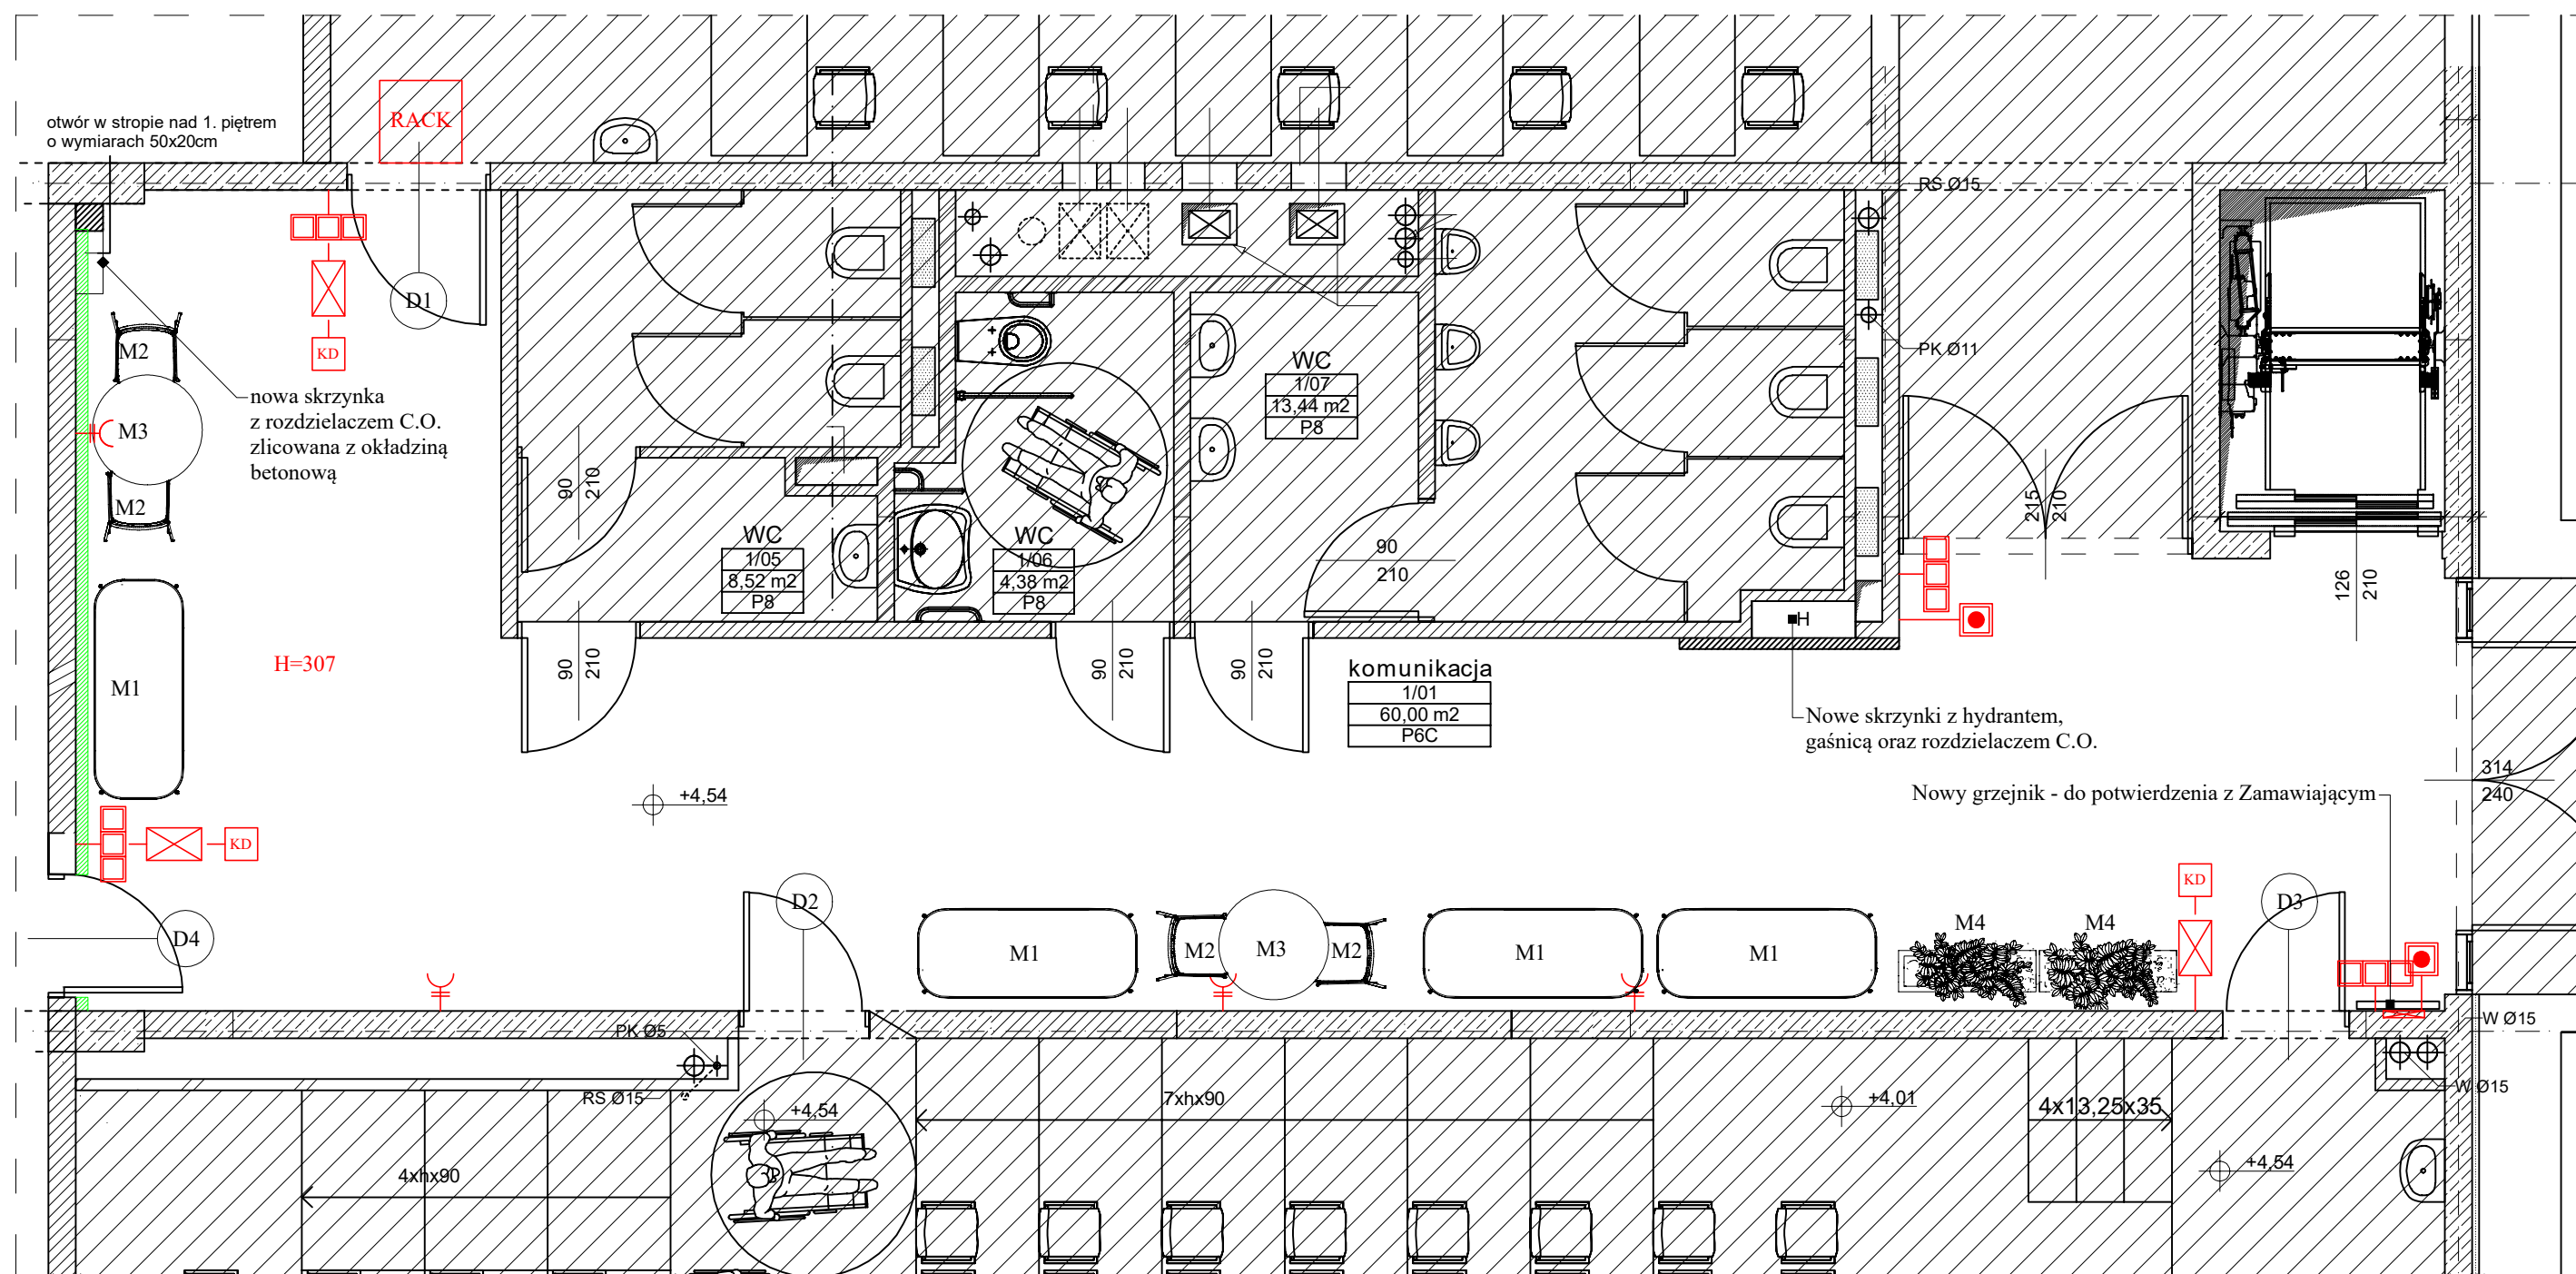 otwór w stropie nad 1. piętrem
o wymiarach 50x20cm
RACK
RS Ø15
D1
KD
M2
M3
M2
nowa skrzynka
z rozdzielaczem C.O.
zlicowana z okładziną
betonową
PK Ø11
WC
1/07
13,44 m2
P8
90
210
WC
1/05
8,52 m2
P8
WC
1/06
4,38 m2
P8
90
210
215
210
126
210
M1
H=307
90
210
90
210
90
210
H
komunikacja
1/01
60,00 m2
P6C
Nowe skrzynki z hydrantem,
gaśnicą oraz rozdzielaczem C.O.
314
240
Nowy grzejnik - do potwierdzenia z Zamawiającym
+4,54
KD
KD
D2
D3
D4
M1
M2
M3
M2
M1
M1
M4
M4
PK Ø5
RS Ø15
W Ø15
W Ø15
+4,54
7xhx90
+4,01
4x13,25x35
4xhx90
+4,54